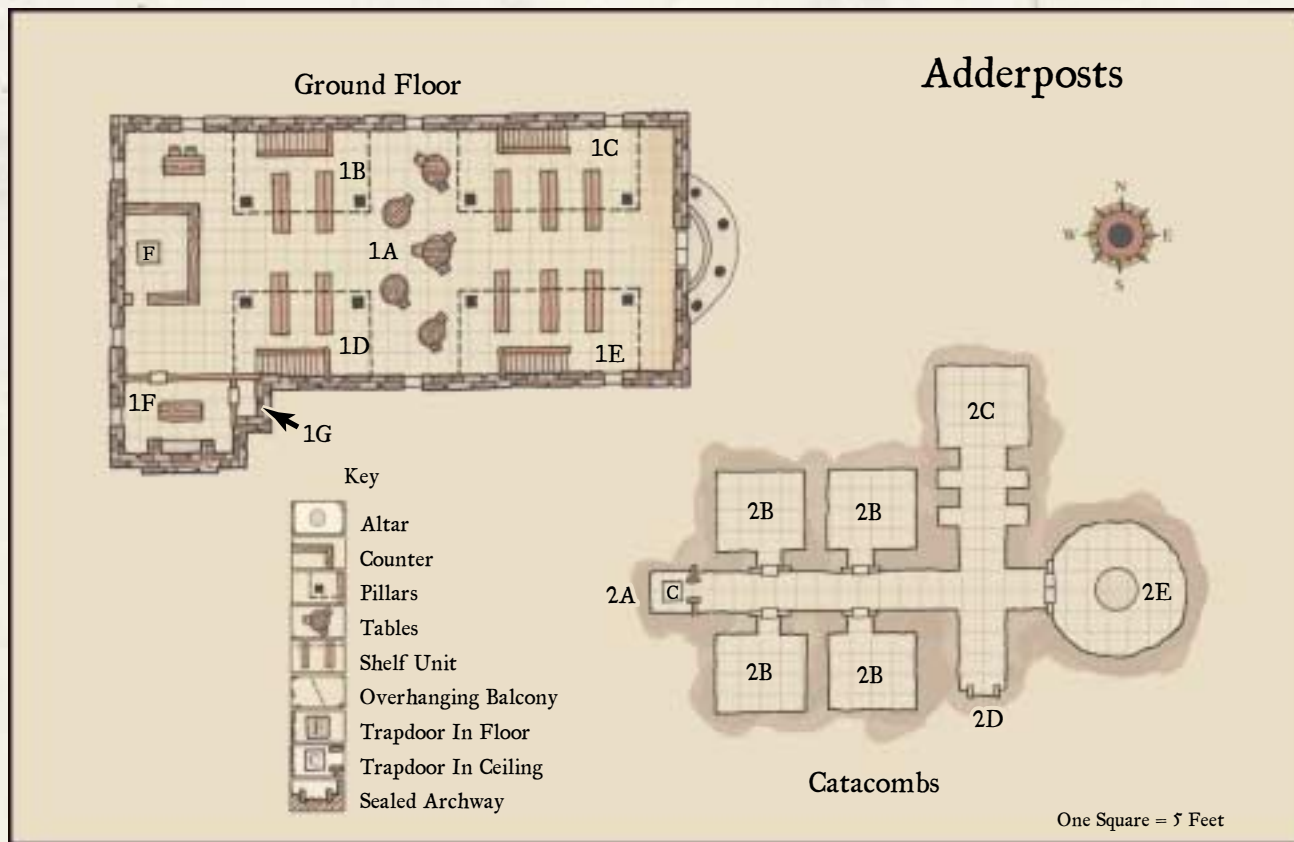 Adderposts
Ground Floor
N
W E
S
1B
1C
1A
F
1D
1E
1F
1G
Key
Altar
Counter
Pillars
Tables
Shelf Unit
Overhanging Balcony
F Trapdoor In Floor
C Trapdoor In Ceiling
Sealed Archway
2C
2B 2B
2A C 2E
2B 2B
2D
Catacombs
One Square = 5 Feet